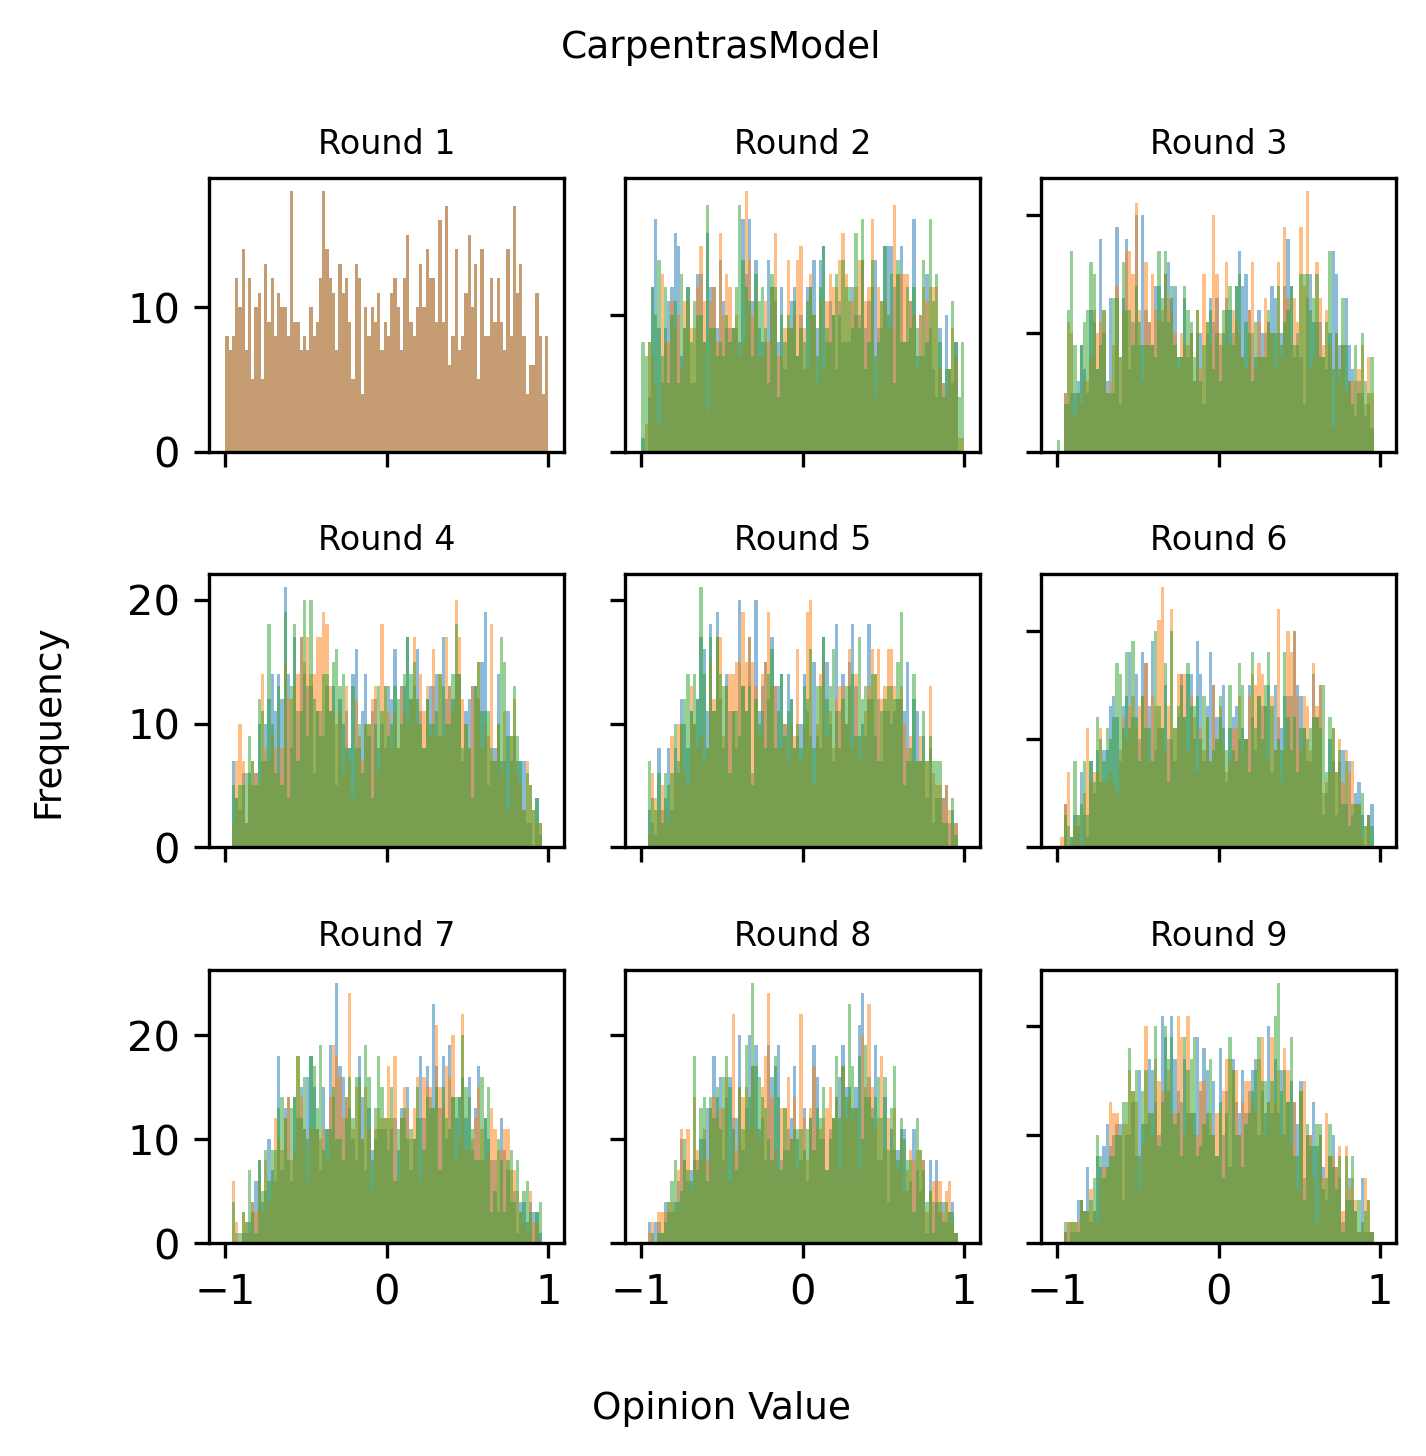 CarpentrasModel
Round 1
Round 2
Round 3
10
0
Round 4
Round 5
Round 6
20
10
0
Frequency
Round 7
Round 8
Round 9
20
10
0
−1 0 1
−1 0 1
−1 0 1
Opinion Value